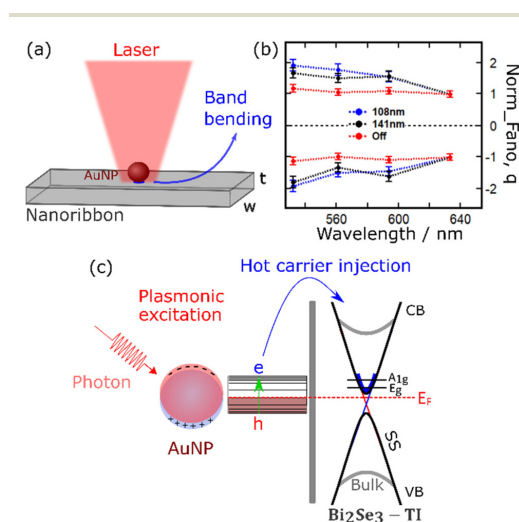 (a)
Laser
Band
bending
AuNP
t
w
Nanoribbon
(b)
2
1
0
-1
-2
108nm
141nm
Off
560
600
640
Wavelength / nm
Norm_Fano, q
(c)
Hot carrier injection
Plasmonic
excitation
Photon
e
h
AuNP
CB
A1g
Eg
EF
SS
Bulk
VB
Bi2Se3 − TI